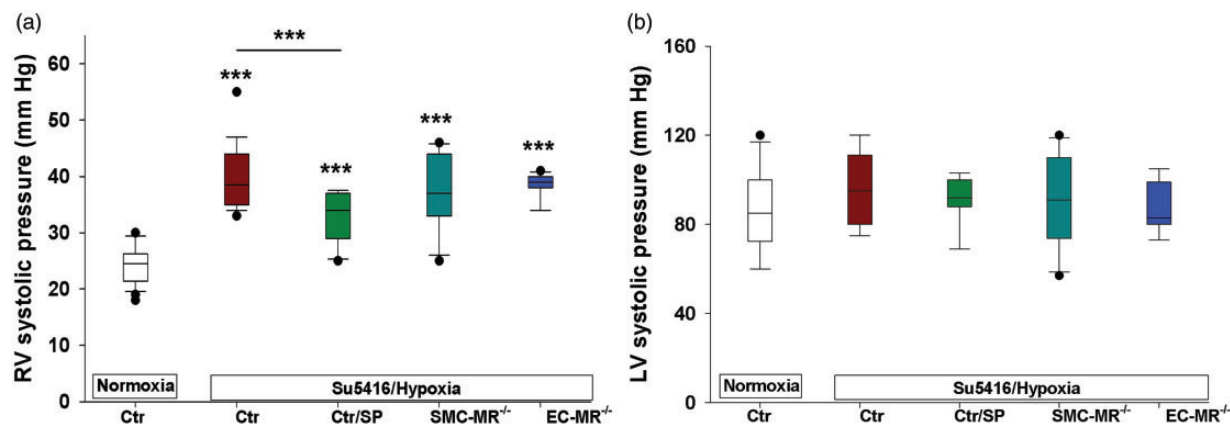 (a)
RV systolic pressure (mm Hg)
60
50
40
30
20
10
0
***
***
***
***
***
Normoxia
Su5416/Hypoxia
Ctr
Ctr
Ctr/SP
SMC-MR-/-
EC-MR-/-
(b)
LV systolic pressure (mm Hg)
160
120
80
40
0
Normoxia
Su5416/Hypoxia
Ctr
Ctr
Ctr/SP
SMC-MR-/-
EC-MR-/-